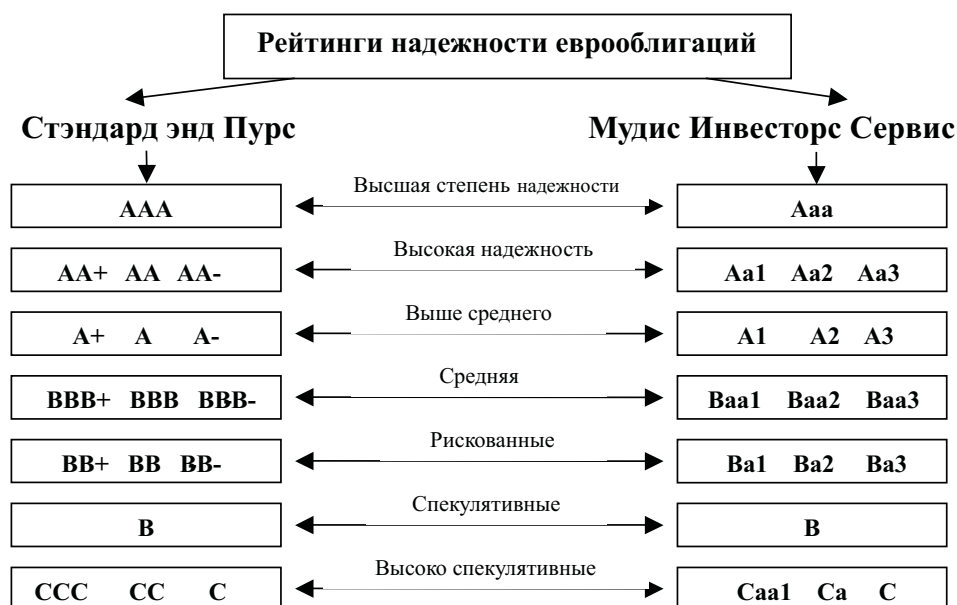 Рейтинги надежности еврооблигаций
Стэндард энд Пурс Мудис Инвесторс Сервис
Высшая степень надежности
AAA Aaa
Высокая надежность
AA+ AA AA- Aa1 Aa2 Aa3
Выше среднего
A+ A A- A1 A2 A3
Средняя
BBB+ BBB BBB- Baa1 Baa2 Baa3
Рискованные
BB+ BB BB- Ba1 Ba2 Ba3
Спекулятивные
B B
Высоко спекулятивные
CCC CC C Caa1 Ca C